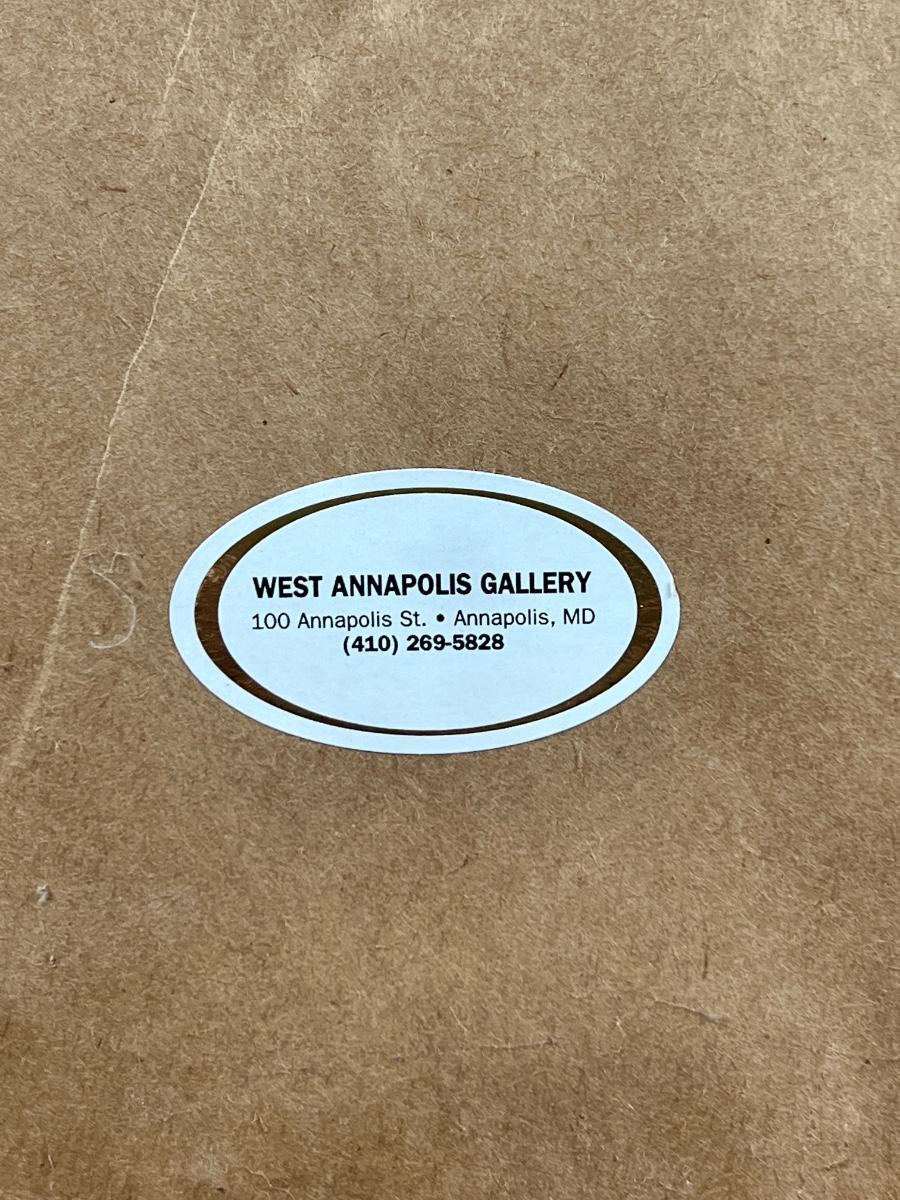 WEST ANNAPOLIS GALLERY
100 Annapolis St. • Annapolis, MD
(410) 269-5828